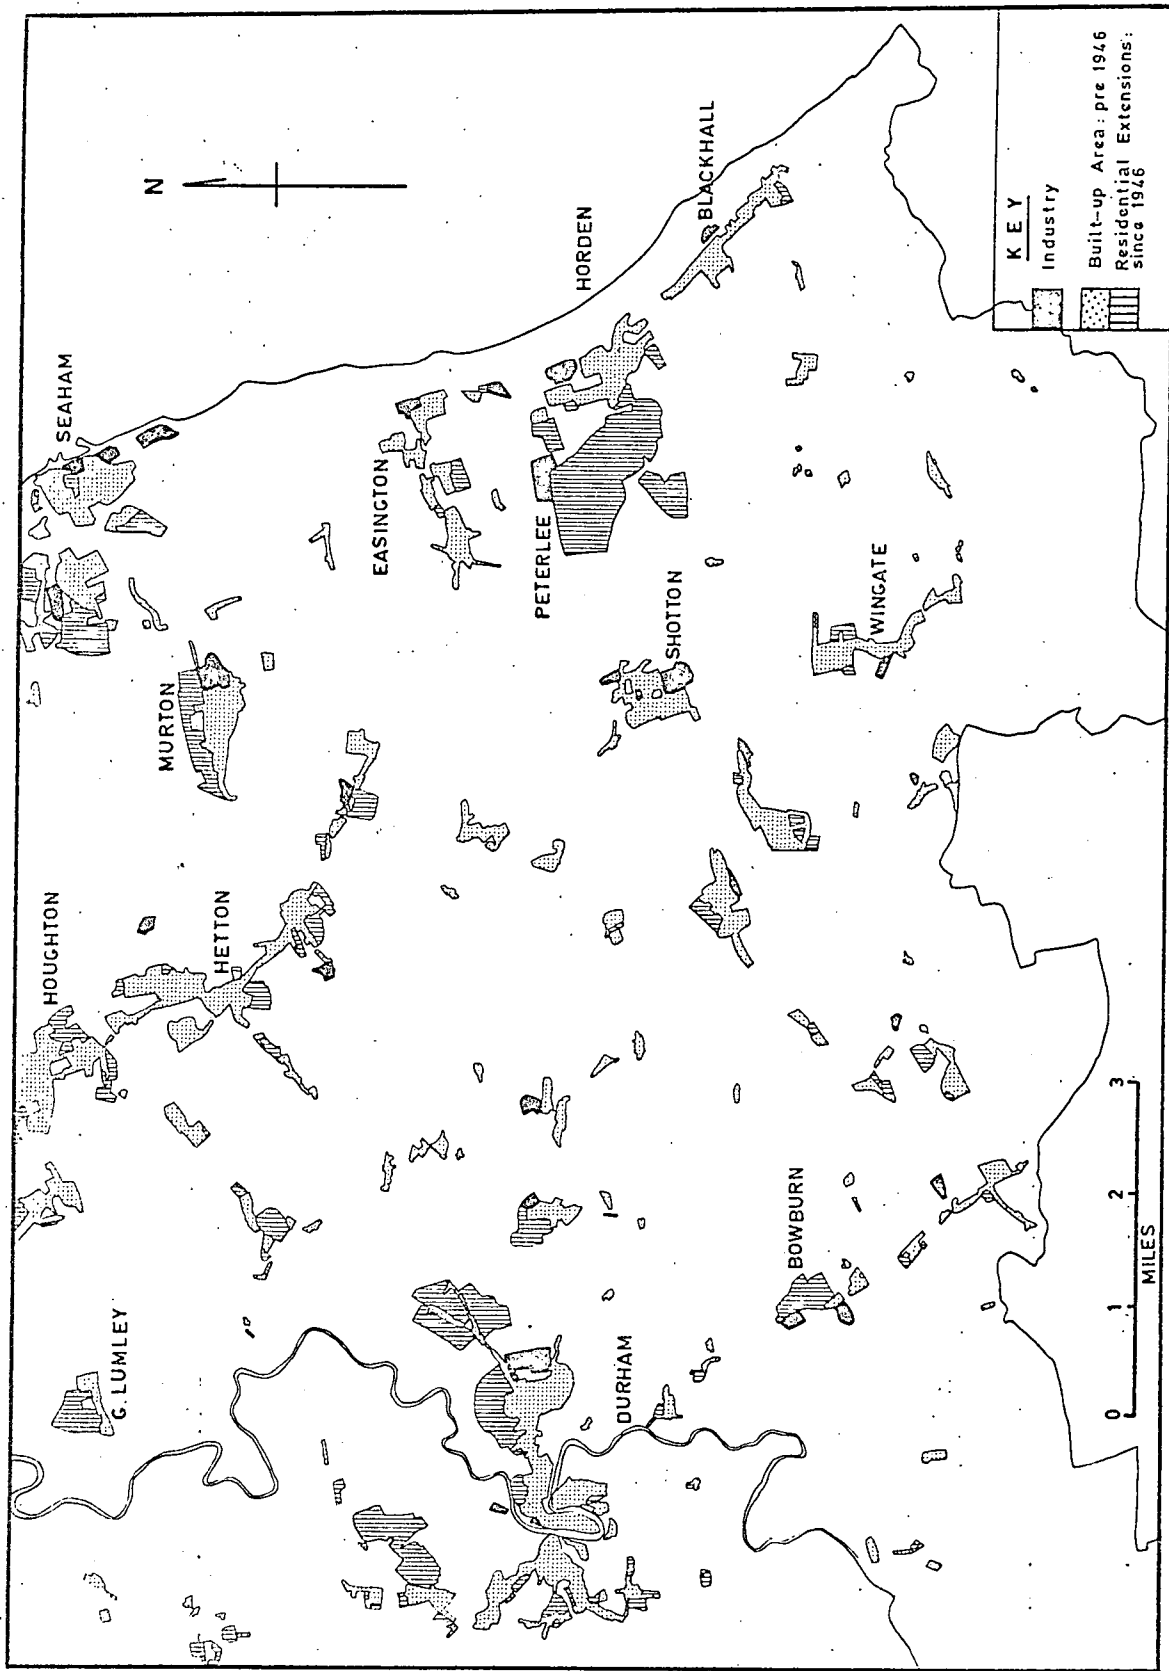 N
SEAHAM
HOUGHTON
G. LUMLEY
MURTON
HETTON
EASINGTON
HORDEN
PETERLEE
BLACKHALL
SHOTTON
DURHAM
WINGATE
BOWBURN
0 1 2 3
MILES
KEY
Industry
Built-up Area: pre 1946
Residential Extensions:
since 1946